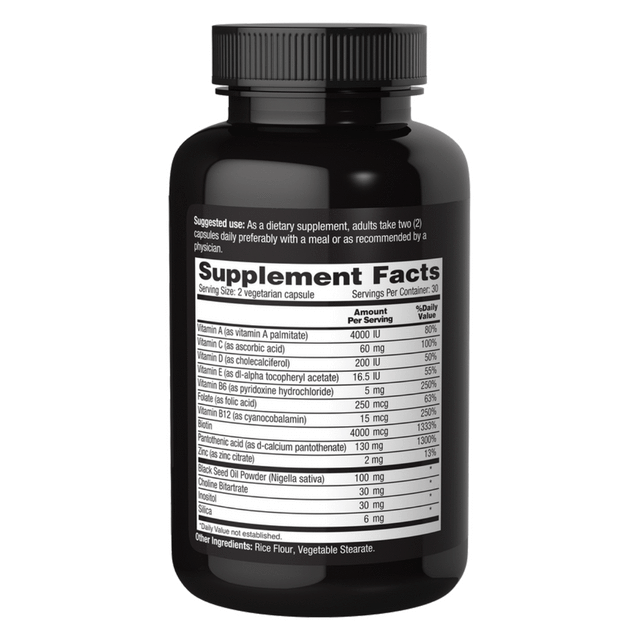 Suggested use: As a dietary supplement, adults take two (2)
capsules daily preferably with a meal or as recommended by a
physician.
Supplement Facts
Serving Size: 2 vegetarian capsule Servings Per Container: 30
Amount Per Serving %Daily Value
Vitamin A (as vitamin A palmitate) 4000 IU 80%
Vitamin C (as ascorbic acid) 60 mg 100%
Vitamin D (as cholecalciferol) 200 IU 50%
Vitamin E (as dl-alpha tocopheryl acetate) 16.5 IU 55%
Vitamin B6 (as pyridoxine hydrochloride) 5 mg 250%
Folate (as folic acid) 250 mcg 63%
Vitamin B12 (as cyanocobalamin) 15 mcg 250%
Biotin 4000 mcg 1333%
Pantothenic acid (as d-calcium pantothenate) 130 mg 1300%
Zinc (as zinc citrate) 2 mg 13%
Black Seed Oil Powder (Nigella sativa) 100 mg *
Choline Bitartrate 30 mg *
Inositol 30 mg *
Silica 6 mg *
*Daily Value not established.
Other Ingredients: Rice Flour, Vegetable Stearate.